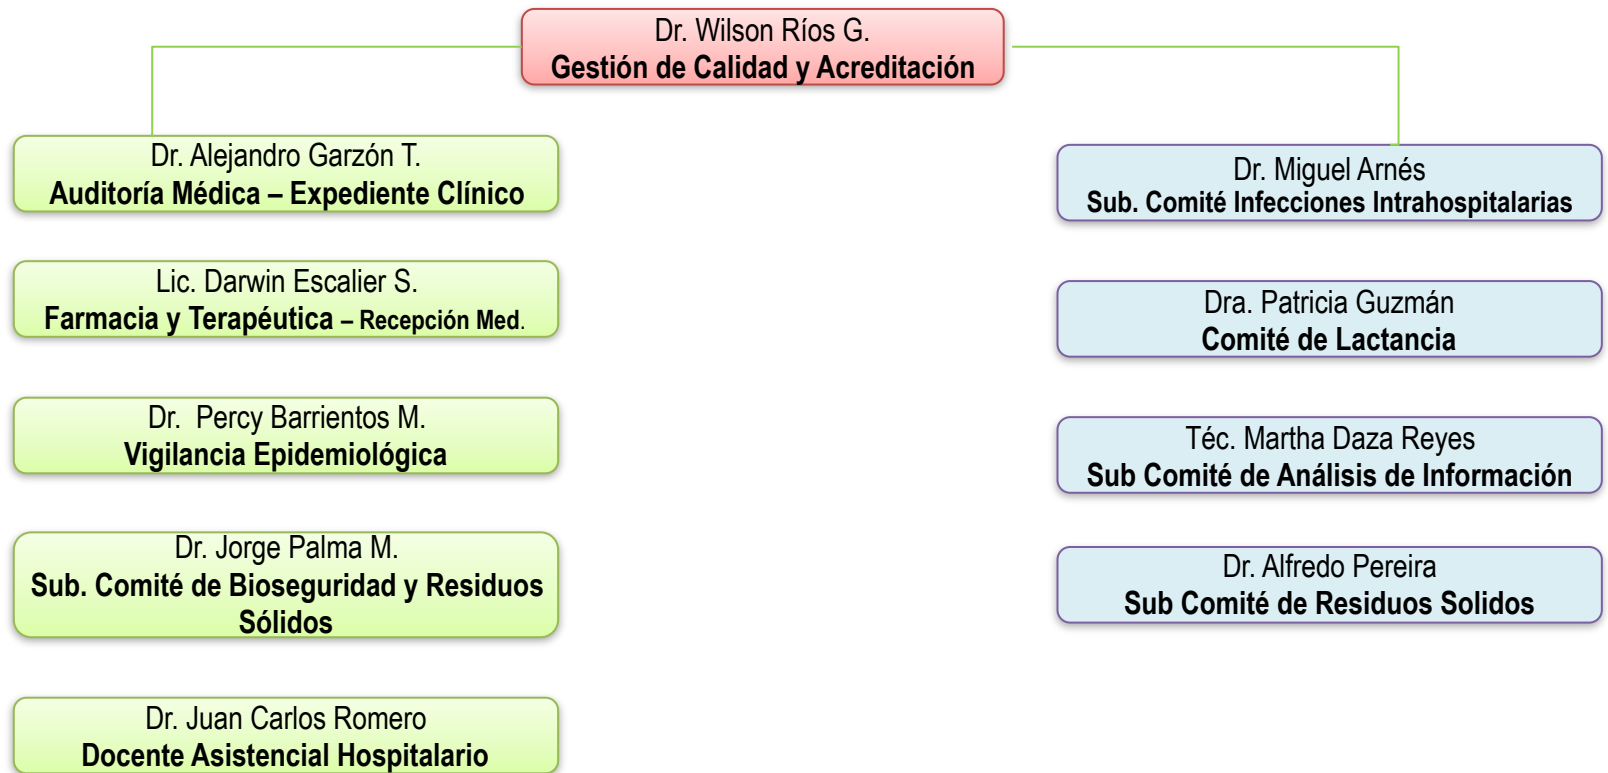 Dr. Wilson Ríos G.
Gestión de Calidad y Acreditación
Dr. Alejandro Garzón T.
Auditoría Médica – Expediente Clínico
Lic. Darwin Escalier S.
Farmacia y Terapéutica – Recepción Med.
Dr. Percy Barrientos M.
Vigilancia Epidemiológica
Dr. Jorge Palma M.
Sub. Comité de Bioseguridad y Residuos
Sólidos
Dr. Juan Carlos Romero
Docente Asistencial Hospitalario
Dr. Miguel Arnés
Sub. Comité Infecciones Intrahospitalarias
Dra. Patricia Guzmán
Comité de Lactancia
Téc. Martha Daza Reyes
Sub Comité de Análisis de Información
Dr. Alfredo Pereira
Sub Comité de Residuos Solidos